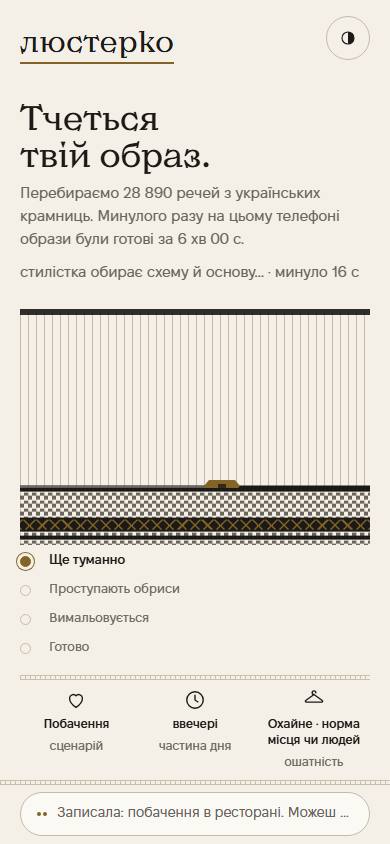 люстерко
Тчеться
твій образ.
Перебираємо 28 890 речей з українських
крамниць. Минулого разу на цьому телефоні
образи були готові за 6 хв 00 с.
стилістка обирає схему й основу... · минуло 16 с
Ще туманно
Проступають обриси
Вимальовується
Готово
Побачення
сценарій
ввечері
частина дня
Охайне · норма
місця чи людей
ошатність
Записала: побачення в ресторані. Можеш ...